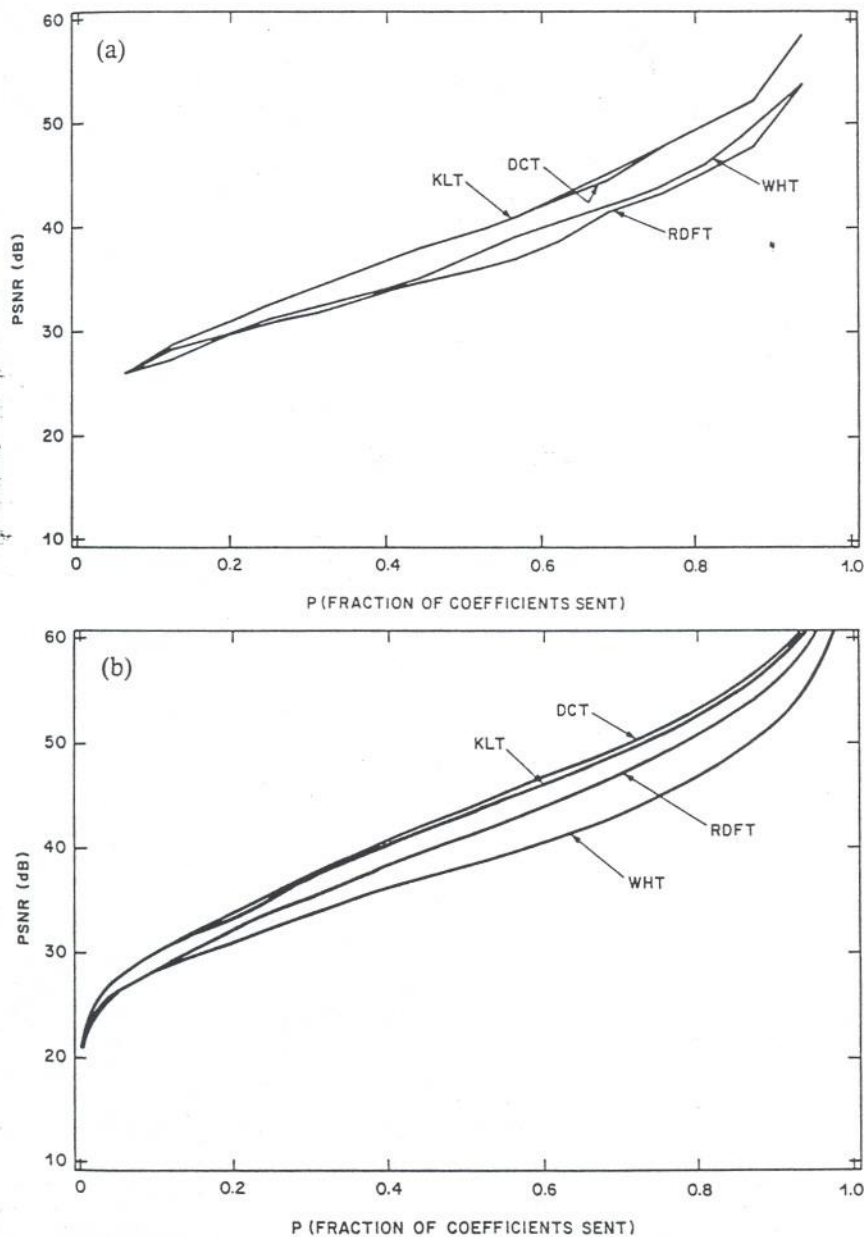 (a)
60
50
40
30
20
10
PSNR (dB)
KLT
DCT
WHT
RDFT
0
0.2
0.4
0.6
0.8
1.0
P (FRACTION OF COEFFICIENTS SENT)
(b)
60
50
40
30
20
10
PSNR (dB)
DCT
KLT
RDFT
WHT
0
0.2
0.4
0.6
0.8
1.0
P (FRACTION OF COEFFICIENTS SENT)